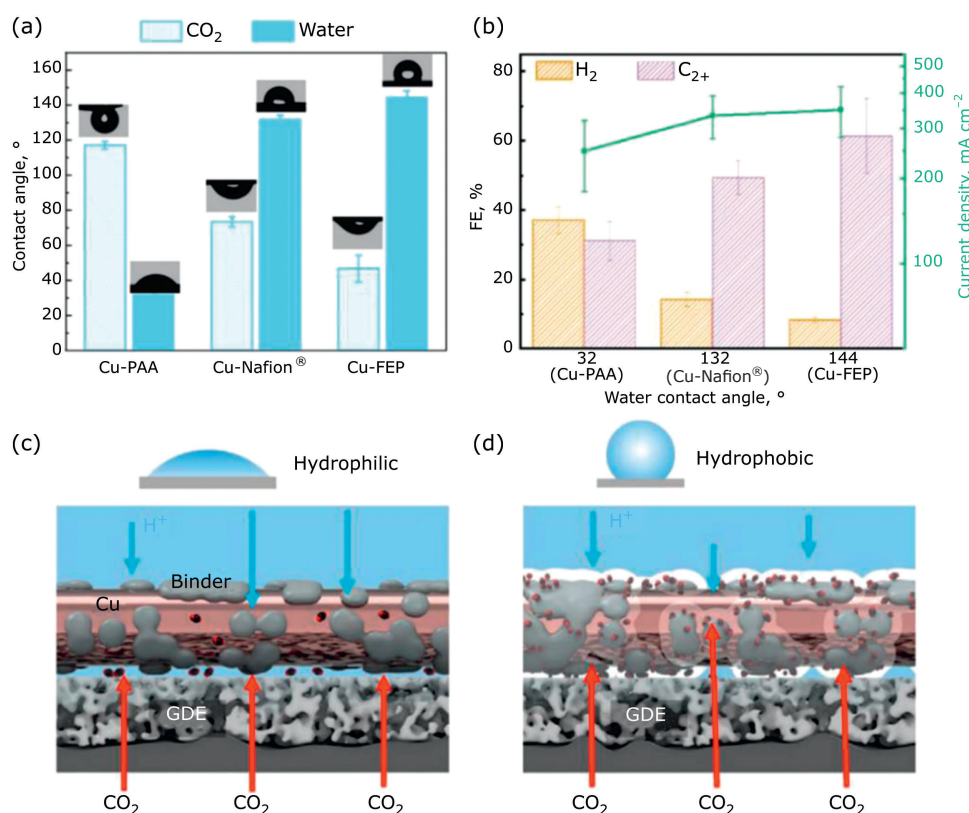 (a)
CO2 Water
Contact angle, °
160
140
120
100
80
60
40
20
0
Cu-PAA Cu-Nafion® Cu-FEP
(b)
H2 C2+
FE, %
80
60
40
20
0
500
400
300
200
100
Current density, mA cm−2
32 132 144
(Cu-PAA) (Cu-Nafion®) (Cu-FEP)
Water contact angle, °
(c)
Hydrophilic
H+
Binder
Cu
GDE
CO2 CO2 CO2
(d)
Hydrophobic
H+
GDE
CO2 CO2 CO2